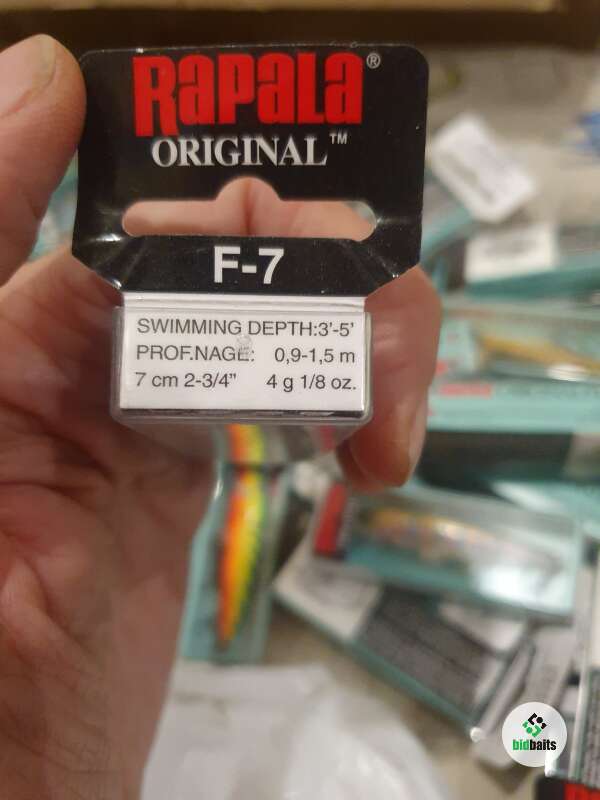 RAPALA®
ORIGINAL™
F-7
SWIMMING DEPTH:3'-5'
PROF.NAGE: 0,9-1,5 m
7 cm 2-3/4" 4 g 1/8 oz.
bidbaits